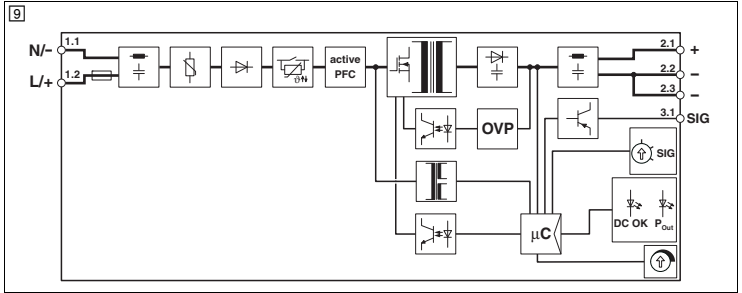 9
N/–
1.1
L/+
1.2
active
PFC
ϑ
2.1
+
2.2
–
2.3
–
3.1
SIG
OVP
SIG
µC
DC OK
POut